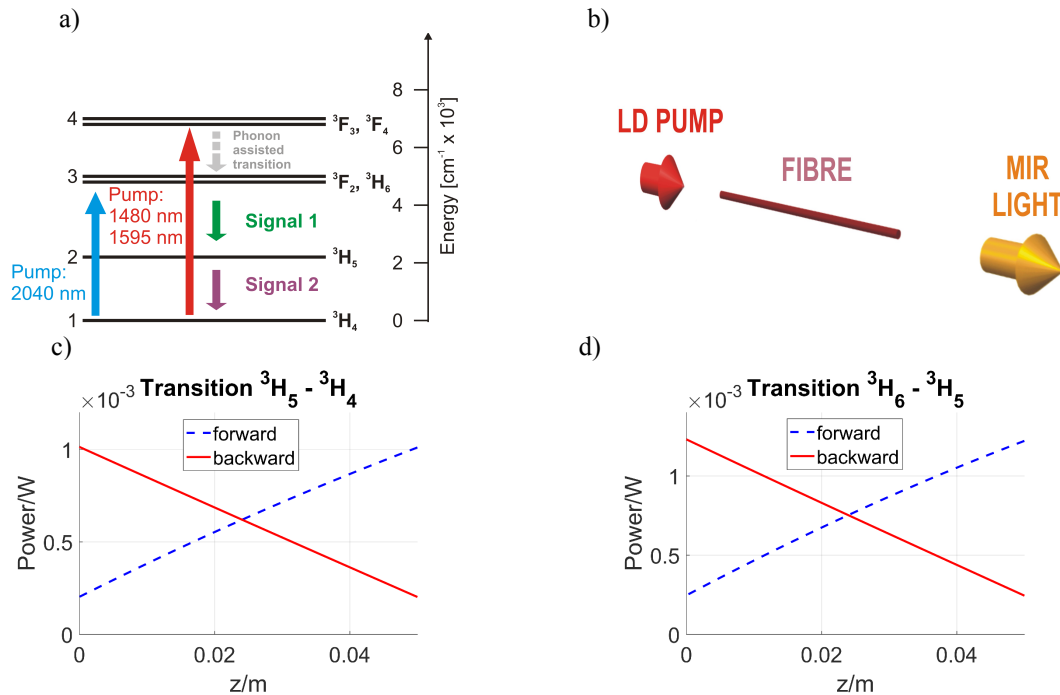 a)
4
³F₃, ³F₄
Phonon
assisted
transition
3
³F₂, ³H₆
Pump:
1480 nm
1595 nm
Signal 1
2
³H₅
Pump:
2040 nm
Signal 2
1
³H₄
8
6
4
2
0
Energy [cm⁻¹ x 10³]
b)
LD PUMP
FIBRE
MIR
LIGHT
c)
×10⁻³ Transition ³H₅ - ³H₄
forward
backward
1
0.5
0
Power/W
0
0.02
0.04
z/m
d)
×10⁻³ Transition ³H₆ - ³H₅
forward
backward
1
0.5
0
Power/W
0
0.02
0.04
z/m